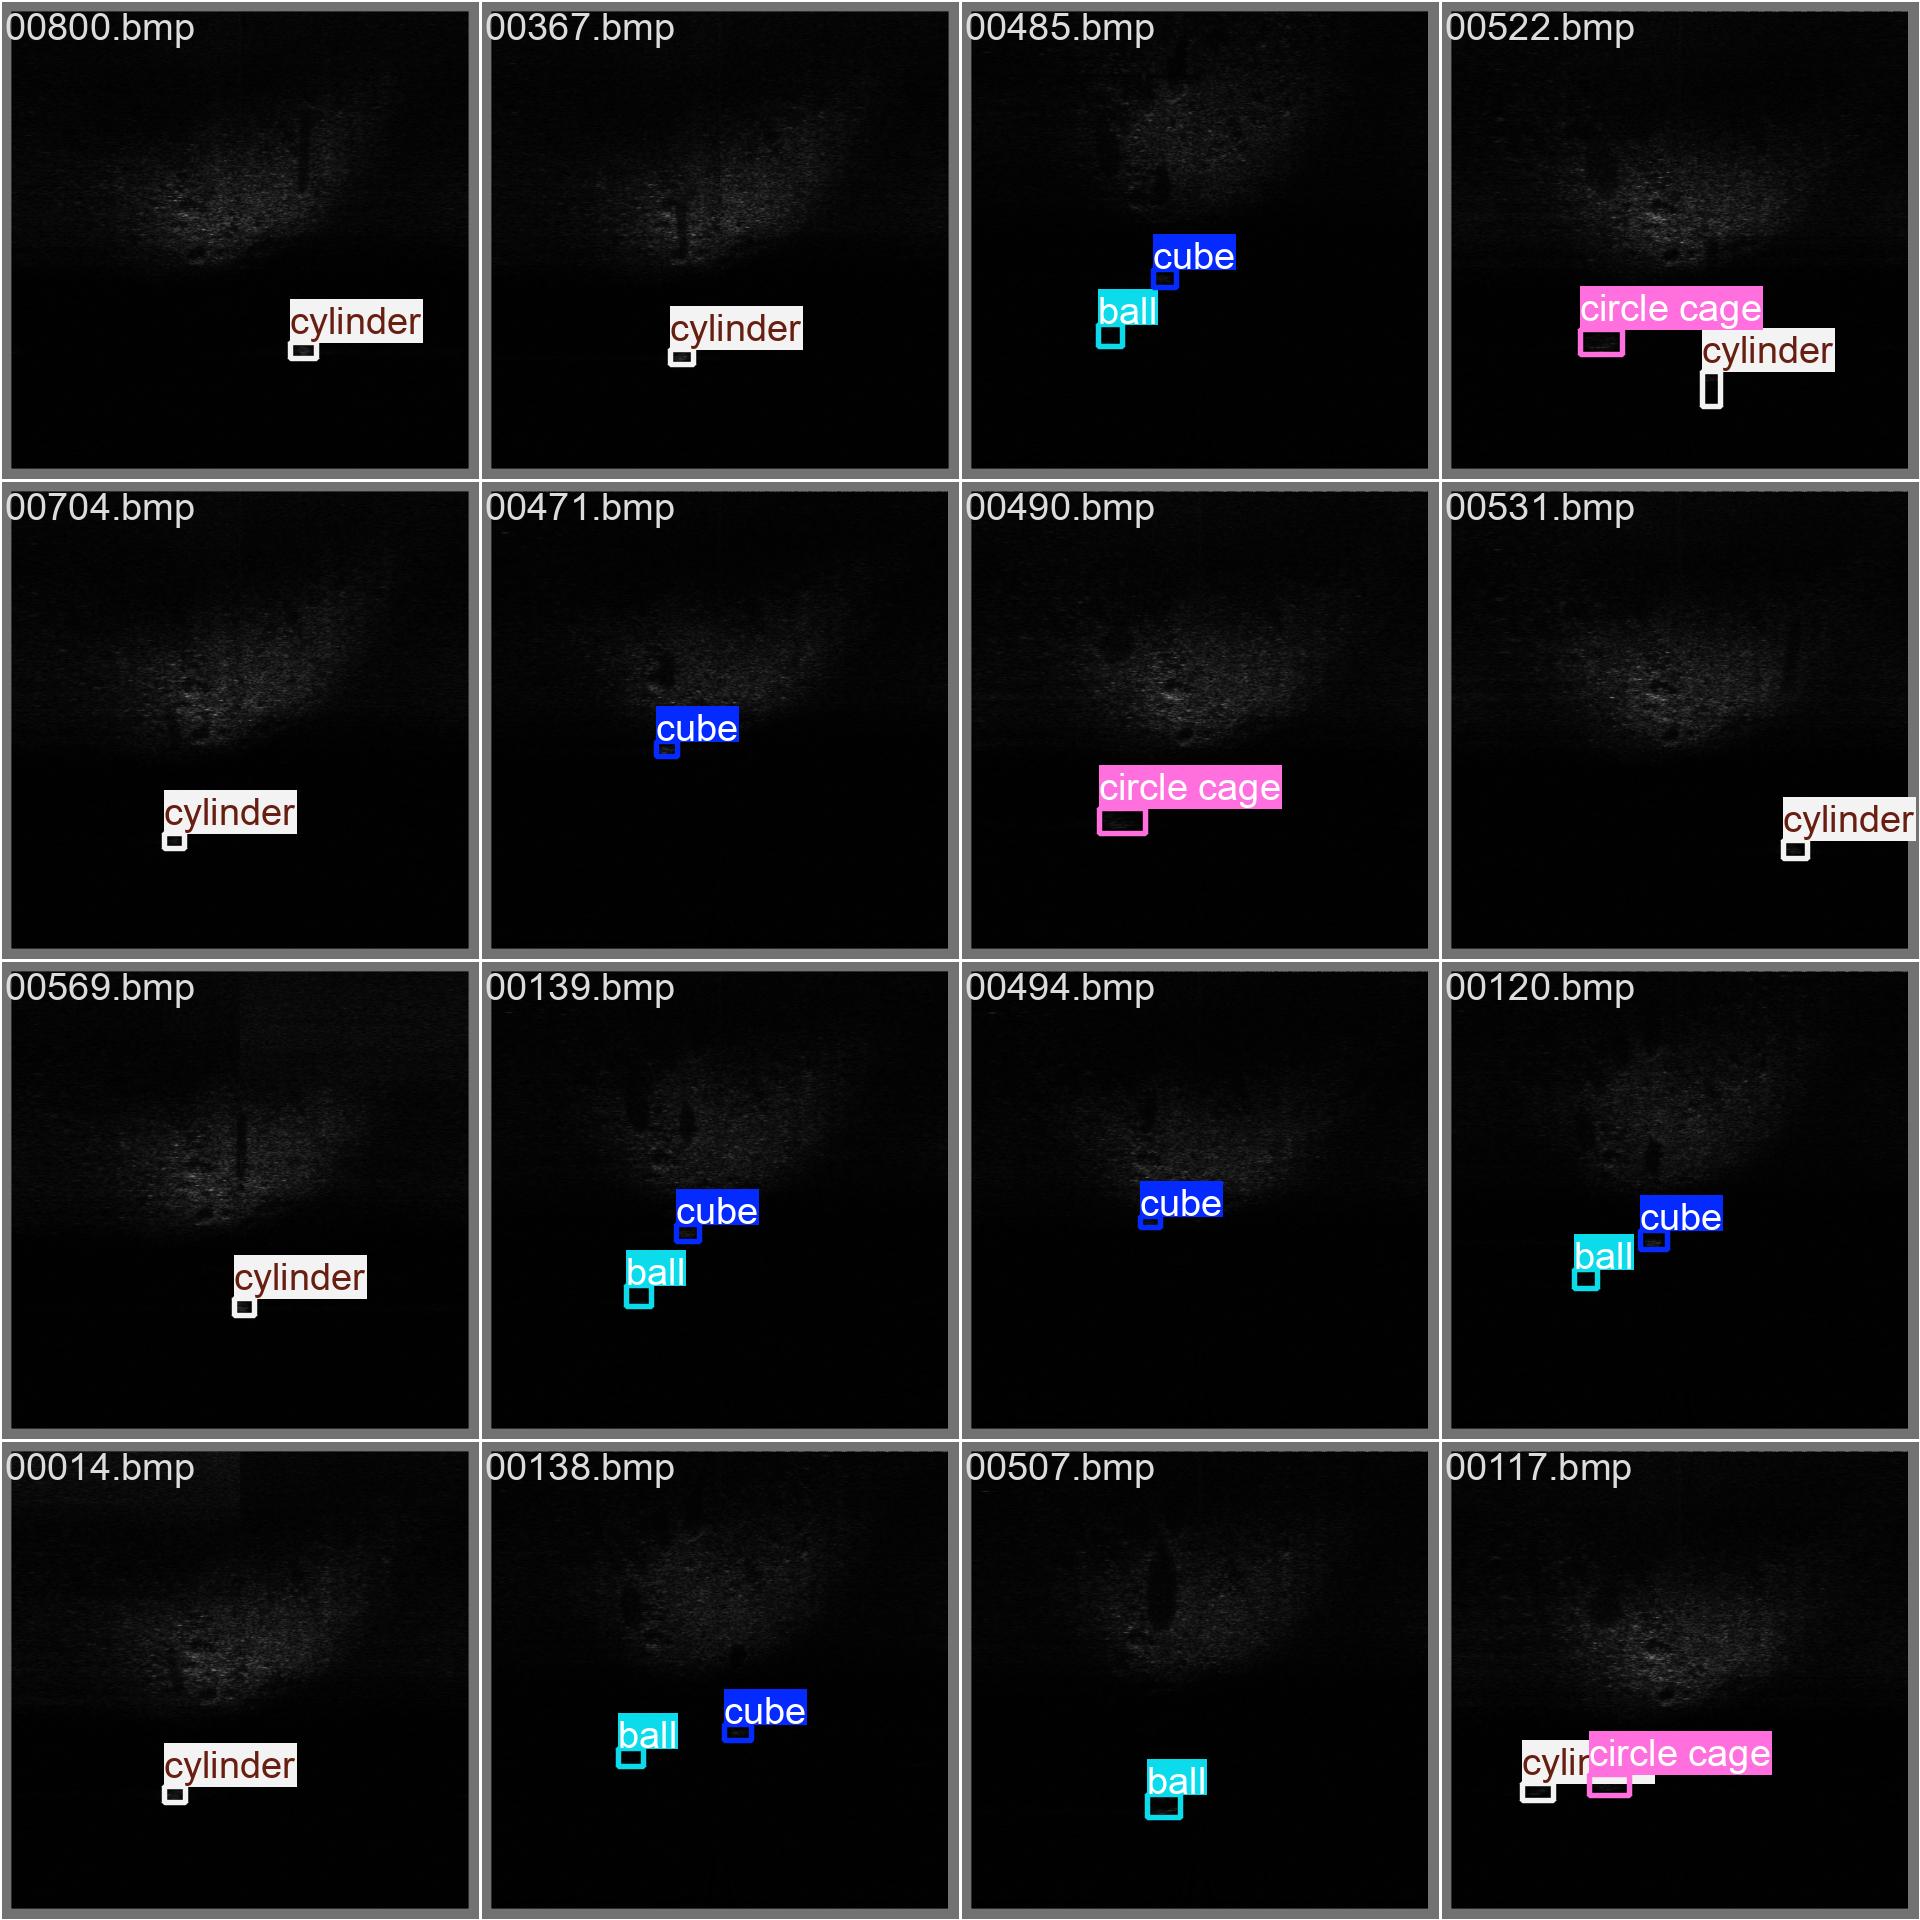 00800.bmp
cylinder
00367.bmp
cylinder
00485.bmp
cube
ball
00522.bmp
circle cage
cylinder
00704.bmp
cylinder
00471.bmp
cube
00490.bmp
circle cage
00531.bmp
cylinder
00569.bmp
cylinder
00139.bmp
cube
ball
00494.bmp
cube
00120.bmp
cube
ball
00014.bmp
cylinder
00138.bmp
ball
cube
00507.bmp
ball
00117.bmp
cylin
circle cage